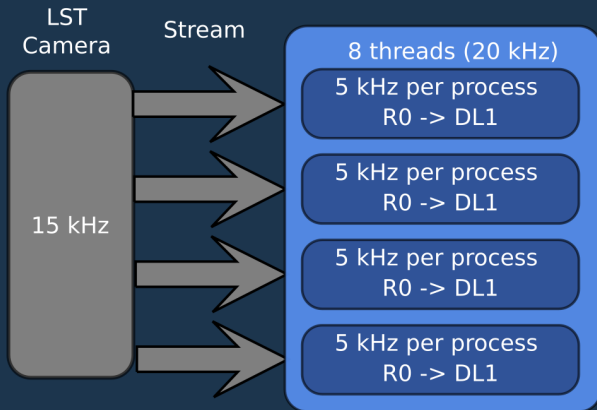 LST
Camera
Stream
15 kHz
8 threads (20 kHz)
5 kHz per process
R0 -> DL1
5 kHz per process
R0 -> DL1
5 kHz per process
R0 -> DL1
5 kHz per process
R0 -> DL1